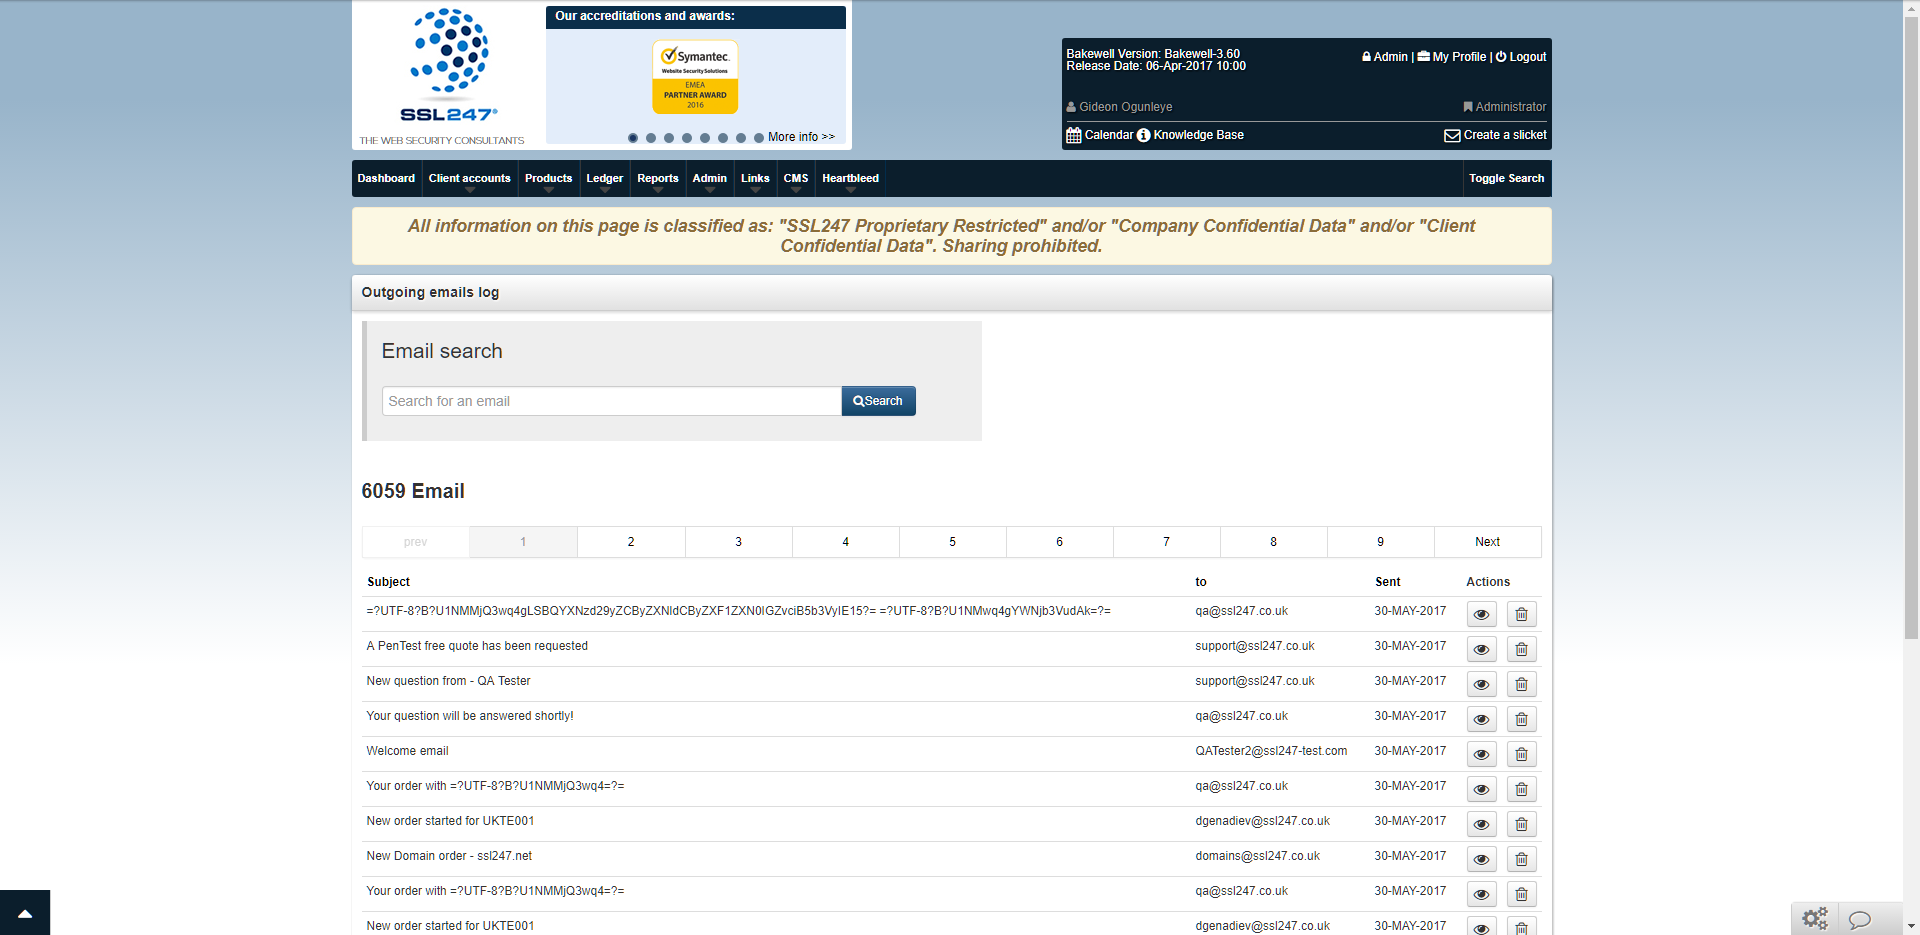 SSL247®
THE WEB SECURITY CONSULTANTS
Our accreditations and awards:
Symantec.
Website Security Solutions
EMEA
PARTNER AWARD
2016
More info >>
Bakewell Version: Bakewell-3.60
Release Date: 06-Apr-2017 10:00
Admin | My Profile | Logout
Gideon Ogunleye
Administrator
Calendar Knowledge Base
Create a slicket
Dashboard Client accounts Products Ledger Reports Admin Links CMS Heartbleed Toggle Search
All information on this page is classified as: "SSL247 Proprietary Restricted" and/or "Company Confidential Data" and/or "Client
Confidential Data". Sharing prohibited.
Outgoing emails log
Email search
Search for an email
Search
6059 Email
prev 1 2 3 4 5 6 7 8 9 Next
Subject to Sent Actions
=?UTF-8?B?U1NMMjQ3wq4gLSBQYXNzd29yZCByZXNldCByZXF1ZXN0IGZvciB5b3VyIE15?= =?UTF-8?B?U1NMwq4gYWNjb3VudAk=?= qa@ssl247.co.uk 30-MAY-2017
A PenTest free quote has been requested support@ssl247.co.uk 30-MAY-2017
New question from - QA Tester support@ssl247.co.uk 30-MAY-2017
Your question will be answered shortly! qa@ssl247.co.uk 30-MAY-2017
Welcome email QATester2@ssl247-test.com 30-MAY-2017
Your order with =?UTF-8?B?U1NMMjQ3wq4=?= qa@ssl247.co.uk 30-MAY-2017
New order started for UKTE001 dgenadiev@ssl247.co.uk 30-MAY-2017
New Domain order - ssl247.net domains@ssl247.co.uk 30-MAY-2017
Your order with =?UTF-8?B?U1NMMjQ3wq4=?= qa@ssl247.co.uk 30-MAY-2017
New order started for UKTE001 dgenadiev@ssl247.co.uk 30-MAY-2017